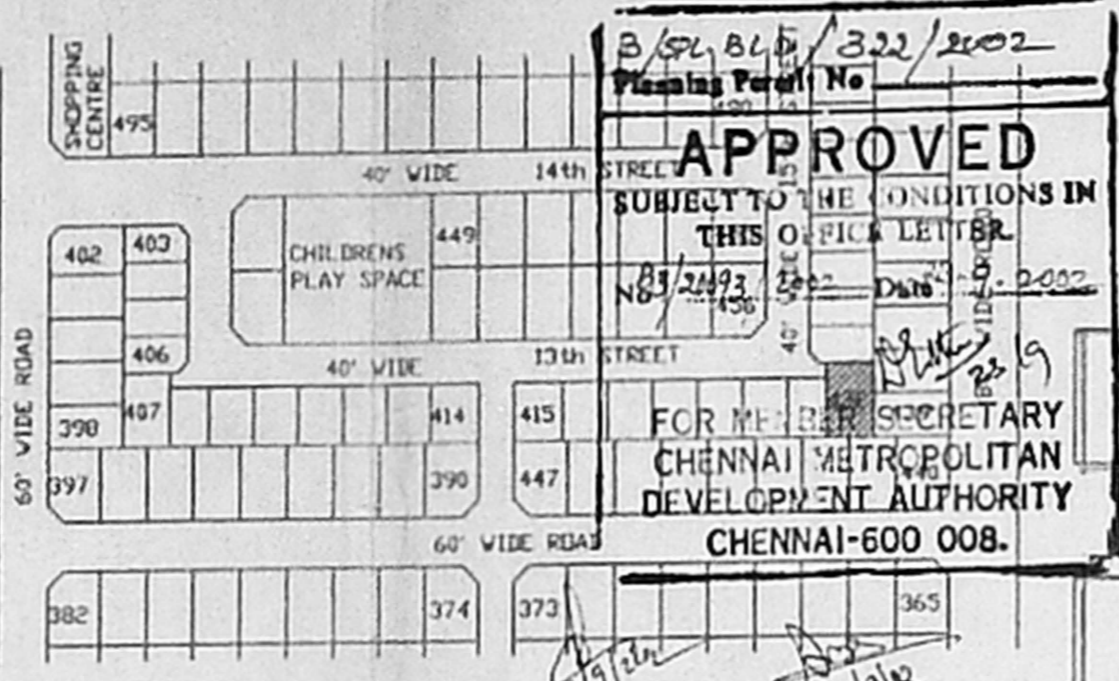 B/SPL BLD/322/2002
Planning Permit No
APPROVED
SUBJECT TO THE CONDITIONS IN
THIS OFFICE LETTER
No B3/21093/2002 Date 9.2002
FOR MEMBER SECRETARY
CHENNAI METROPOLITAN
DEVELOPMENT AUTHORITY
CHENNAI-600 008.
SHOPPING
CENTRE
495
40' WIDE 14th STREET
402
403
CHILDRENS
PLAY SPACE
449
456
406
40' WIDE 13th STREET
60' WIDE ROAD
398
407
414
415
397
390
447
60' WIDE ROAD
382
374
373
365